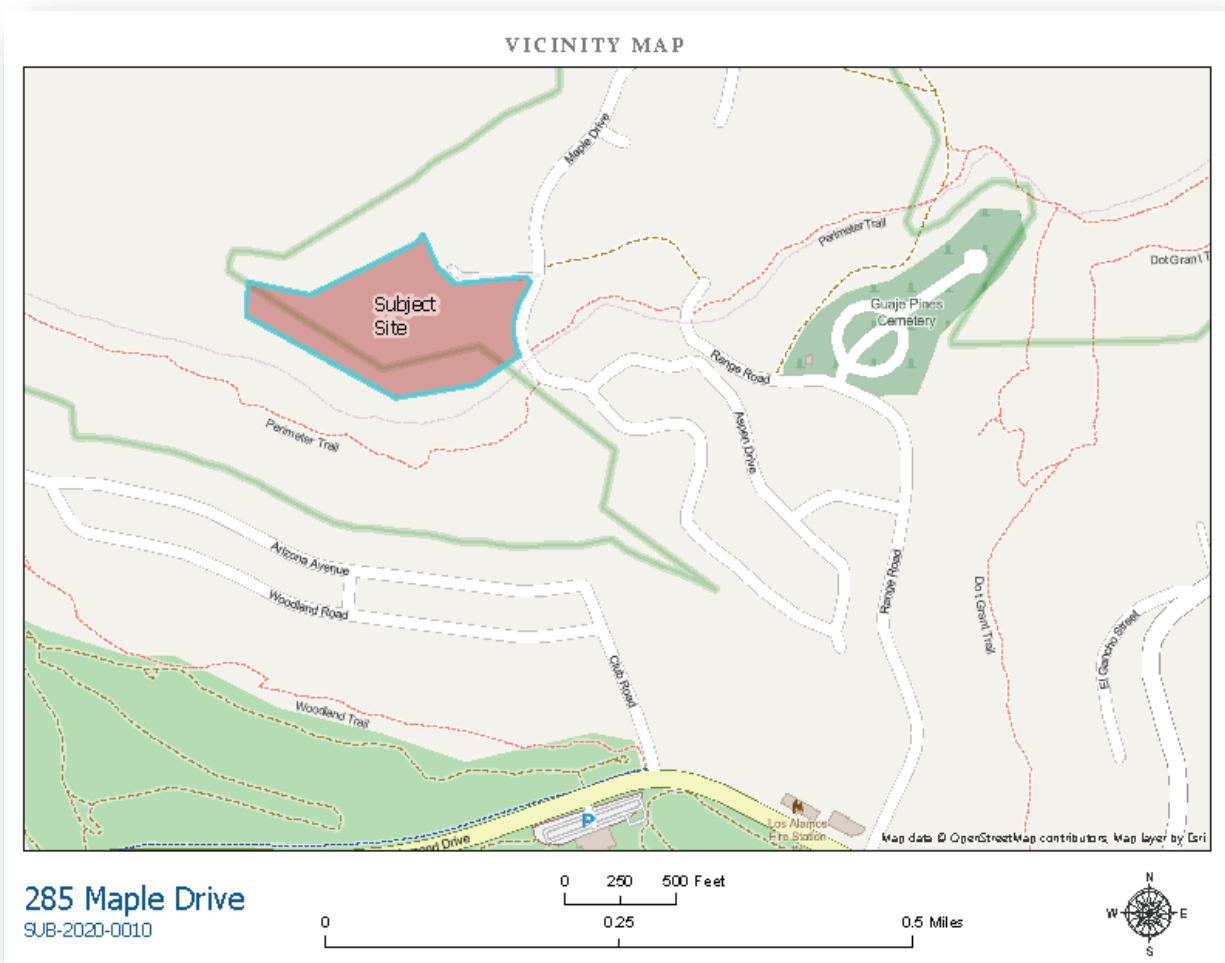 VICINITY MAP
Maple Drive
Perimeter Trail
Dot Grant T
Subject
Site
Guaje Pines
Cemetery
Range Road
Aspen Drive
Perimeter Trail
Arizona Avenue
Woodland Road
Range Road
Dot Grant Trail
El Gancho Street
Club Road
Woodland Trail
P
Los Alamos
Fire Station
Drive
Map data © OpenStreetMap contributors, Map layer by Esri
285 Maple Drive
SUB-2020-0010
0 250 500 Feet
0 0.25 0.5 Miles
N
W E
S